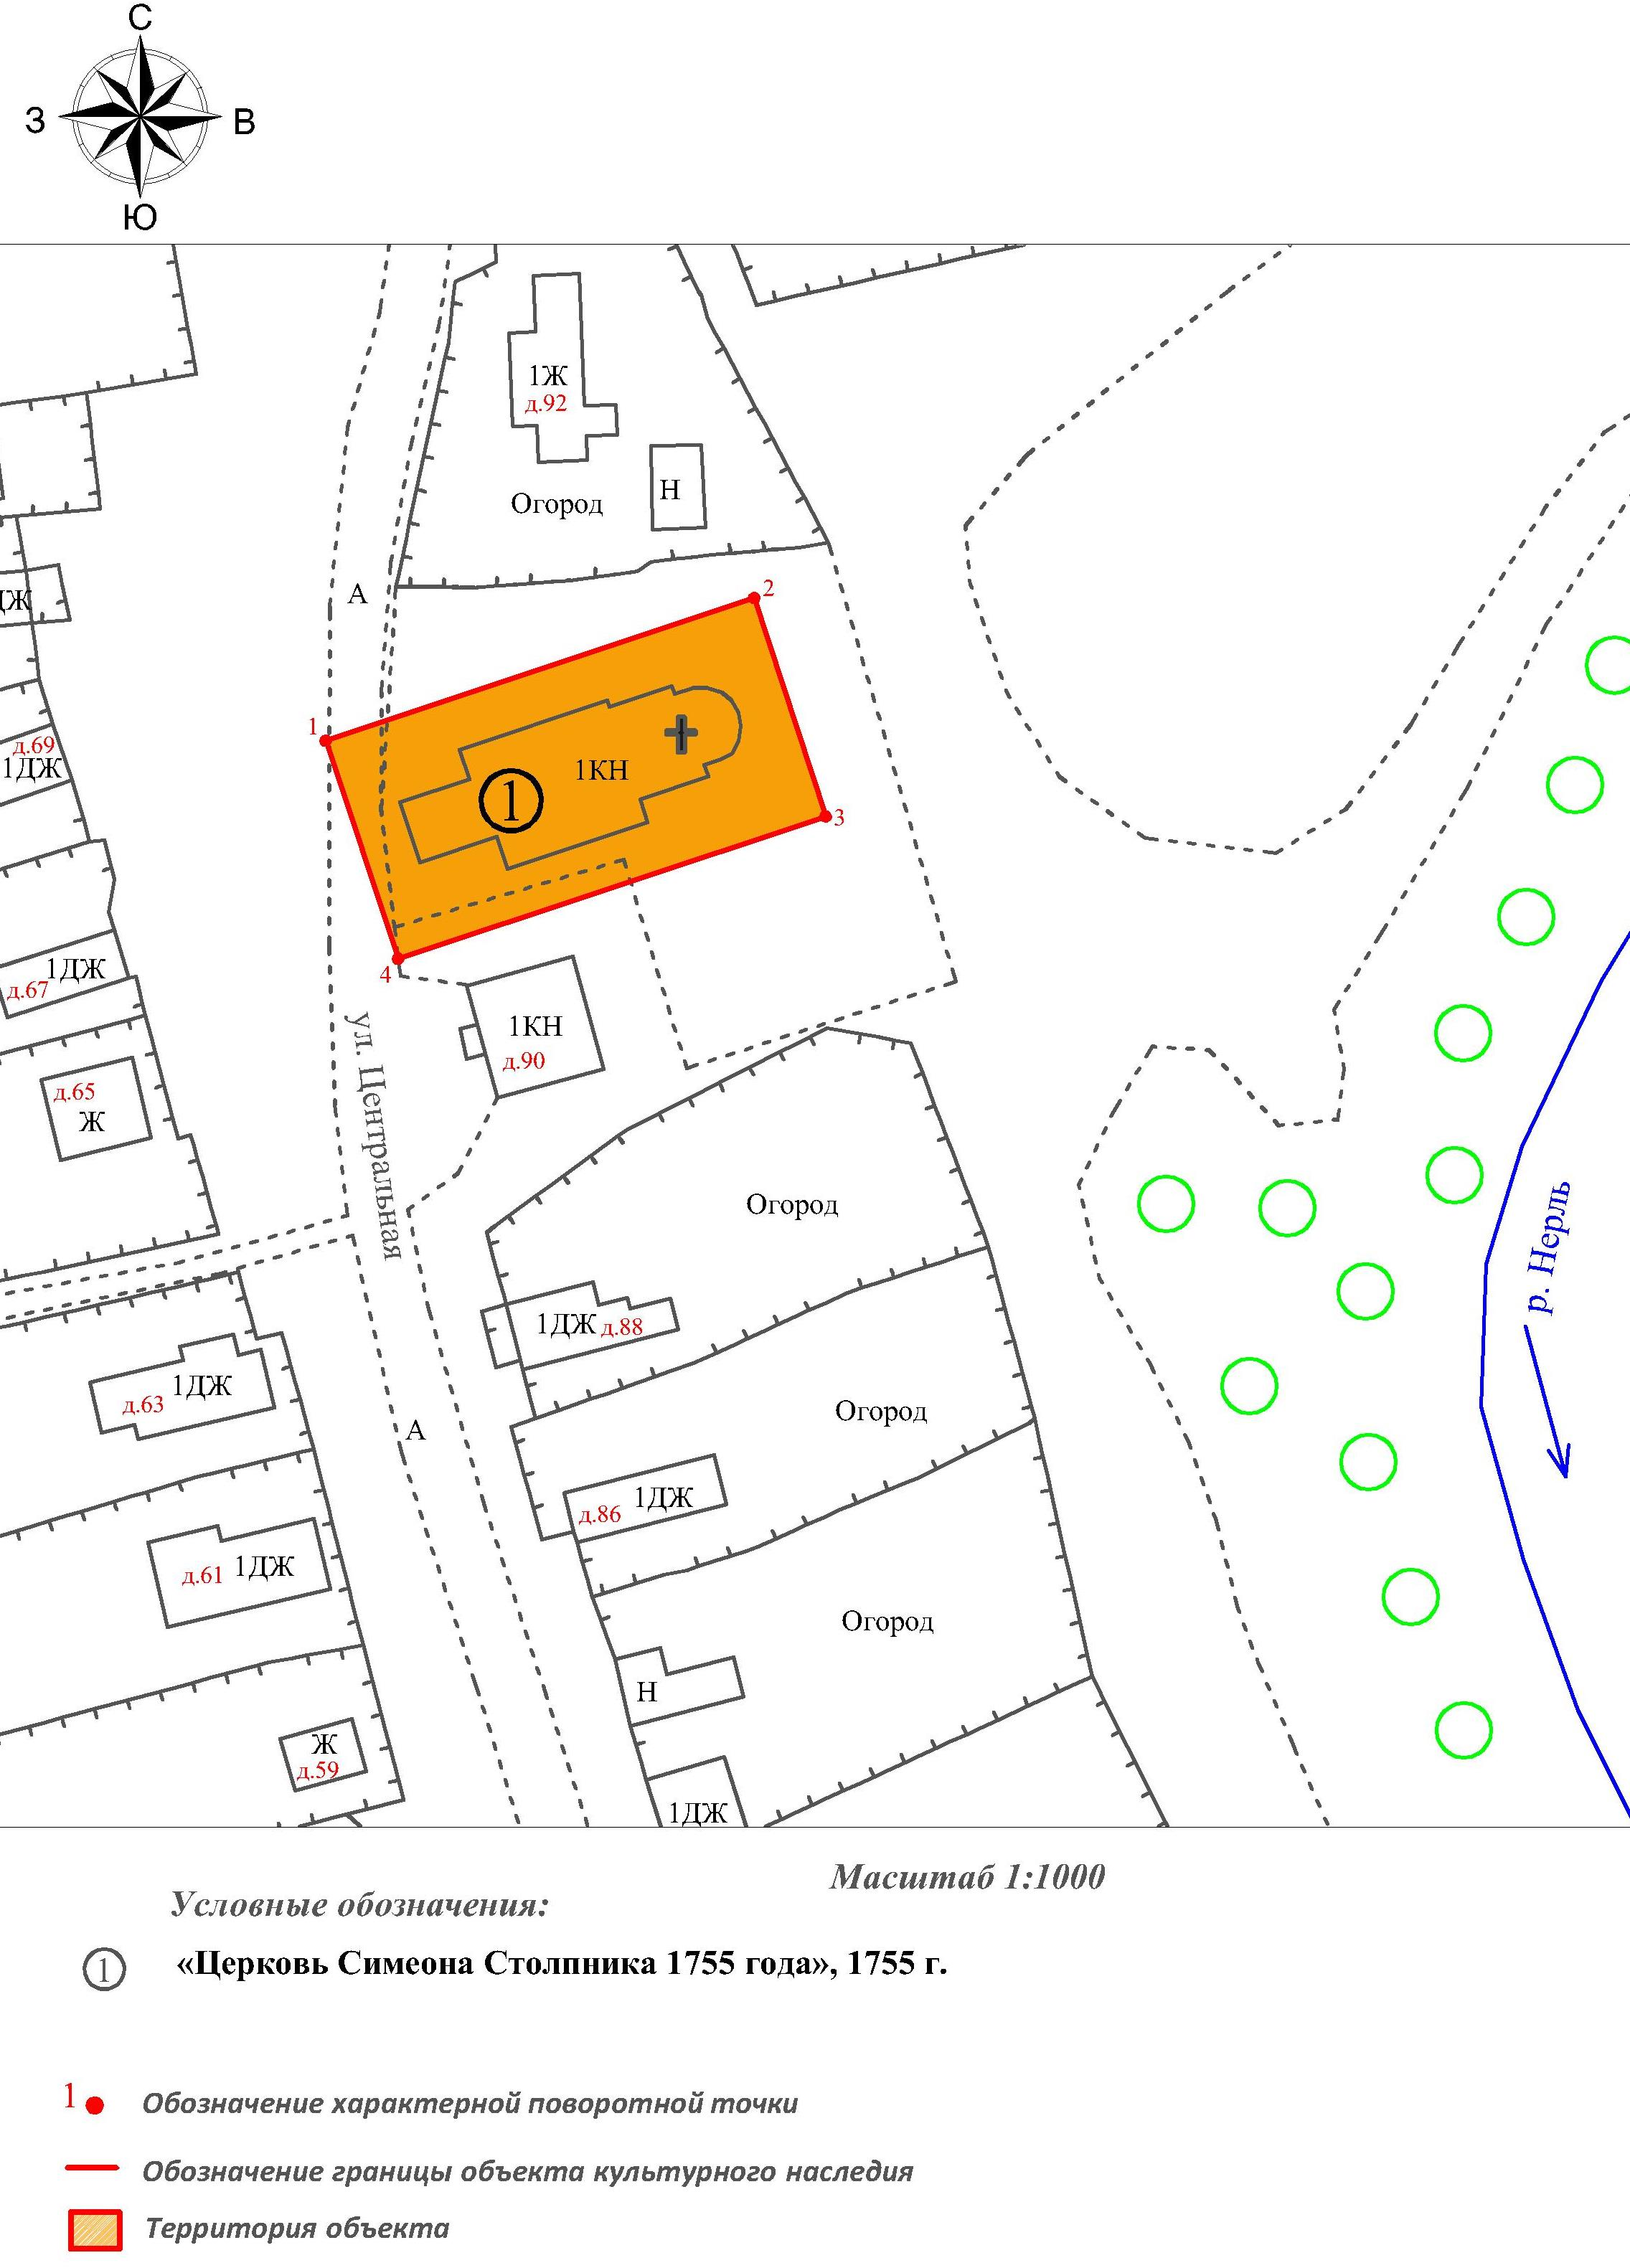 С
З
В
Ю
1Ж
д.92
Огород
Н
А
2
1
3
4
1КН
1
д.69
1ДЖ
1ДЖ
д.67
1КН
д.90
д.65
Ж
ул. Центральная
Огород
р. Нерль
1ДЖ д.88
1ДЖ
д.63
Огород
А
1ДЖ
д.86
д.61 1ДЖ
Огород
Н
Ж
д.59
1ДЖ
Масштаб 1:1000
Условные обозначения:
1 «Церковь Симеона Столпника 1755 года», 1755 г.
1 Обозначение характерной поворотной точки
Обозначение границы объекта культурного наследия
Территория объекта